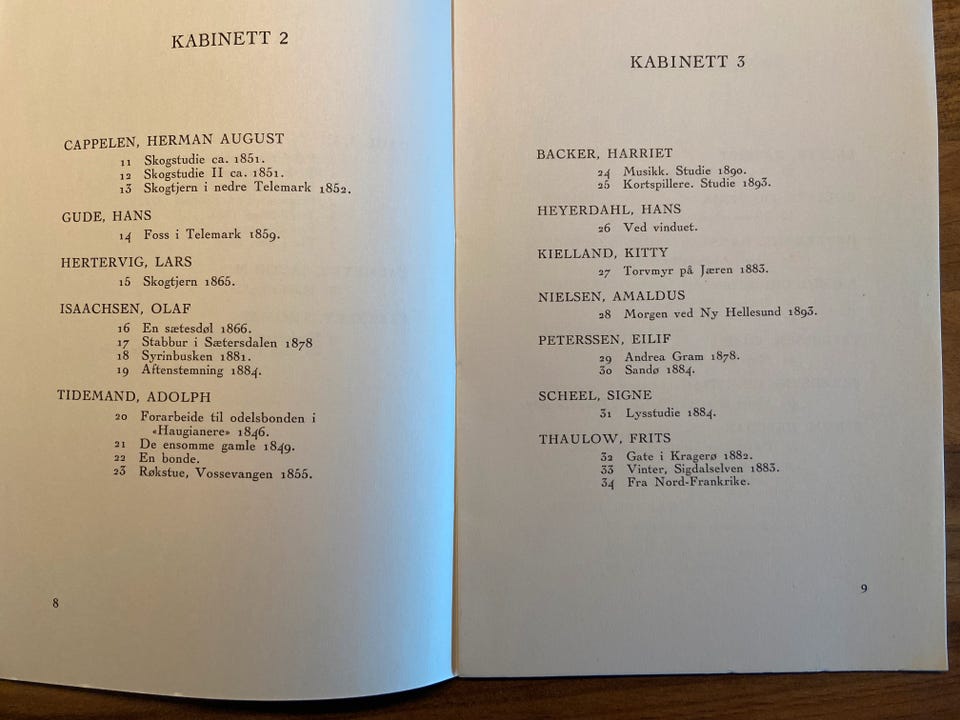 KABINETT 2
CAPPELEN, HERMAN AUGUST
11 Skogstudie ca. 1851.
12 Skogstudie II ca. 1851.
13 Skogtjern i nedre Telemark 1852.
GUDE, HANS
14 Foss i Telemark 1859.
HERTERVIG, LARS
15 Skogtjern 1865.
ISAACHSEN, OLAF
16 En sætesdøl 1866.
17 Stabbur i Sætersdalen 1878
18 Syrinbusken 1881.
19 Aftenstemning 1884.
TIDEMAND, ADOLPH
20 Forarbeide til odelsbonden i
«Haugianere» 1846.
21 De ensomme gamle 1849.
22 En bonde.
23 Røkstue, Vossevangen 1855.
8
KABINETT 3
BACKER, HARRIET
24 Musikk. Studie 1890.
25 Kortspillere. Studie 1893.
HEYERDAHL, HANS
26 Ved vinduet.
KIELLAND, KITTY
27 Torvmyr på Jæren 1883.
NIELSEN, AMALDUS
28 Morgen ved Ny Hellesund 1893.
PETERSSEN, EILIF
29 Andrea Gram 1878.
30 Sandø 1884.
SCHEEL, SIGNE
31 Lysstudie 1884.
THAULOW, FRITS
32 Gate i Kragerø 1882.
33 Vinter, Sigdalselven 1883.
34 Fra Nord-Frankrike.
9